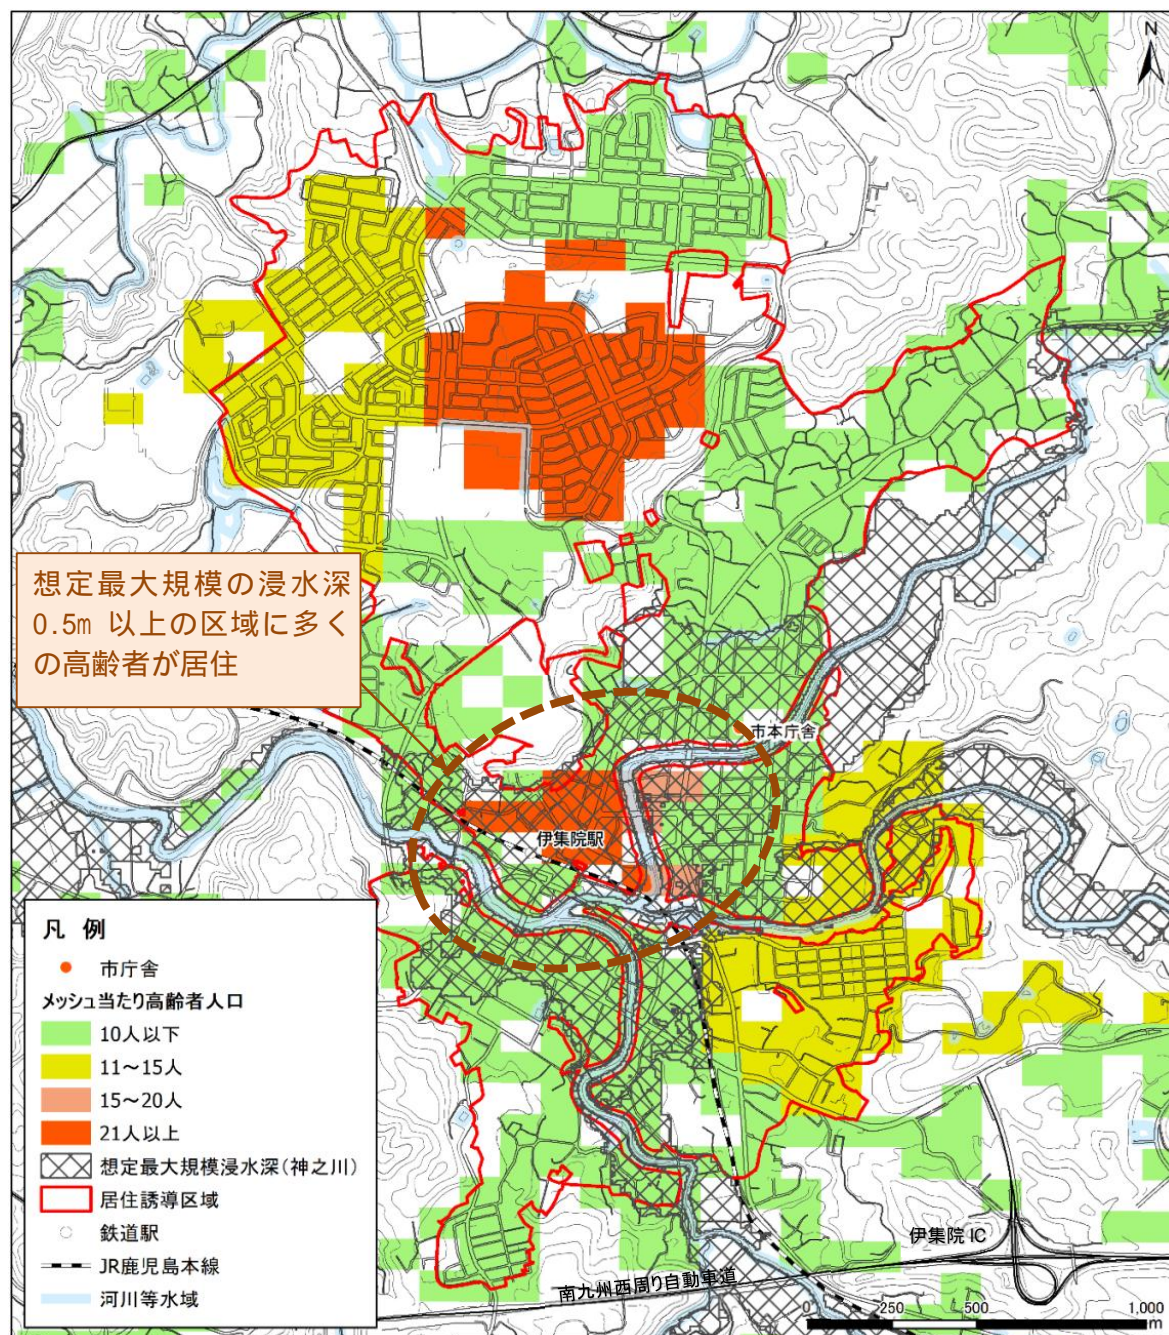 N
想定最大規模の浸水深
0.5m 以上の区域に多く
の高齢者が居住
市本庁舎
伊集院駅
凡 例
市庁舎
メッシュ当たり高齢者人口
10人以下
11～15人
15～20人
21人以上
想定最大規模浸水深(神之川)
居住誘導区域
鉄道駅
JR鹿児島本線
河川等水域
伊集院 IC
南九州西周り自動車道
0 250 500 1,000
m